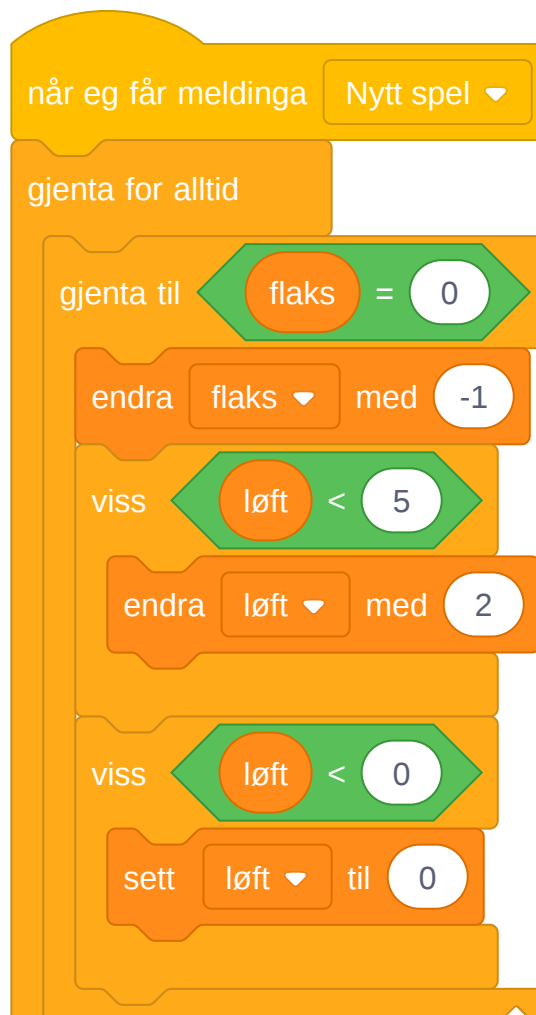 når eg får meldinga Nytt spel
gjenta for alltid
gjenta til flaks = 0
endra flaks med -1
viss løft < 5
endra løft med 2
viss løft < 0
sett løft til 0